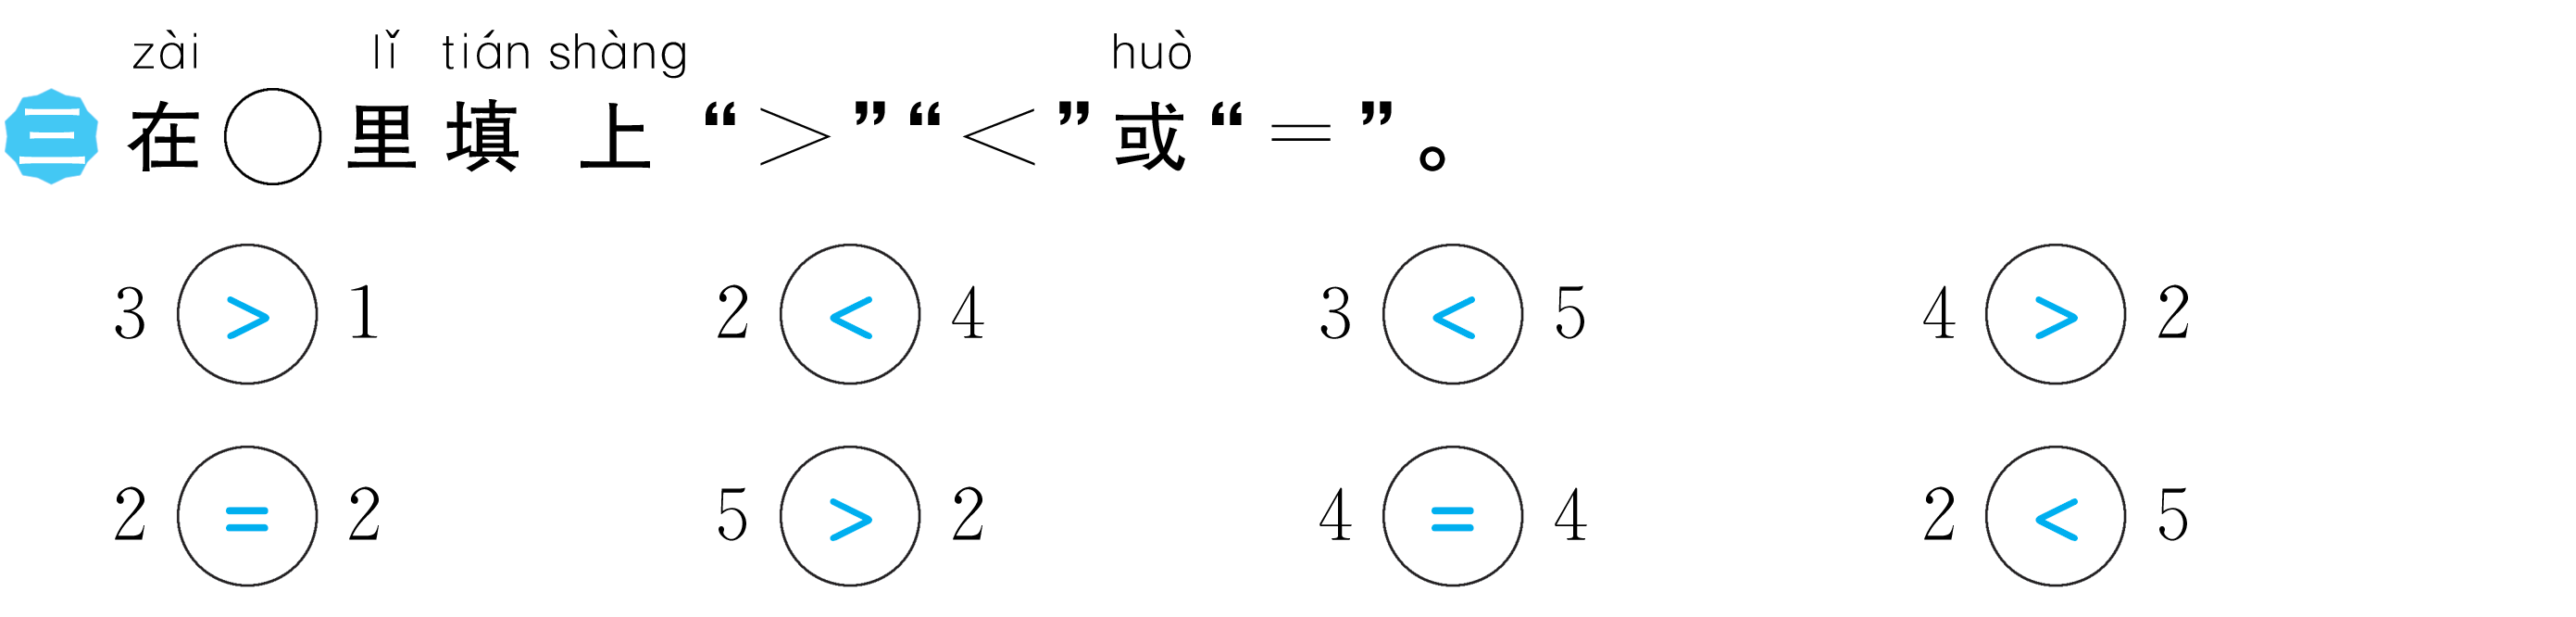 zài lǐ tián shàng huò
三 在○里填上“>”“<”或“=”。
3 > 1 2 < 4 3 < 5 4 > 2
2 = 2 5 > 2 4 = 4 2 < 5